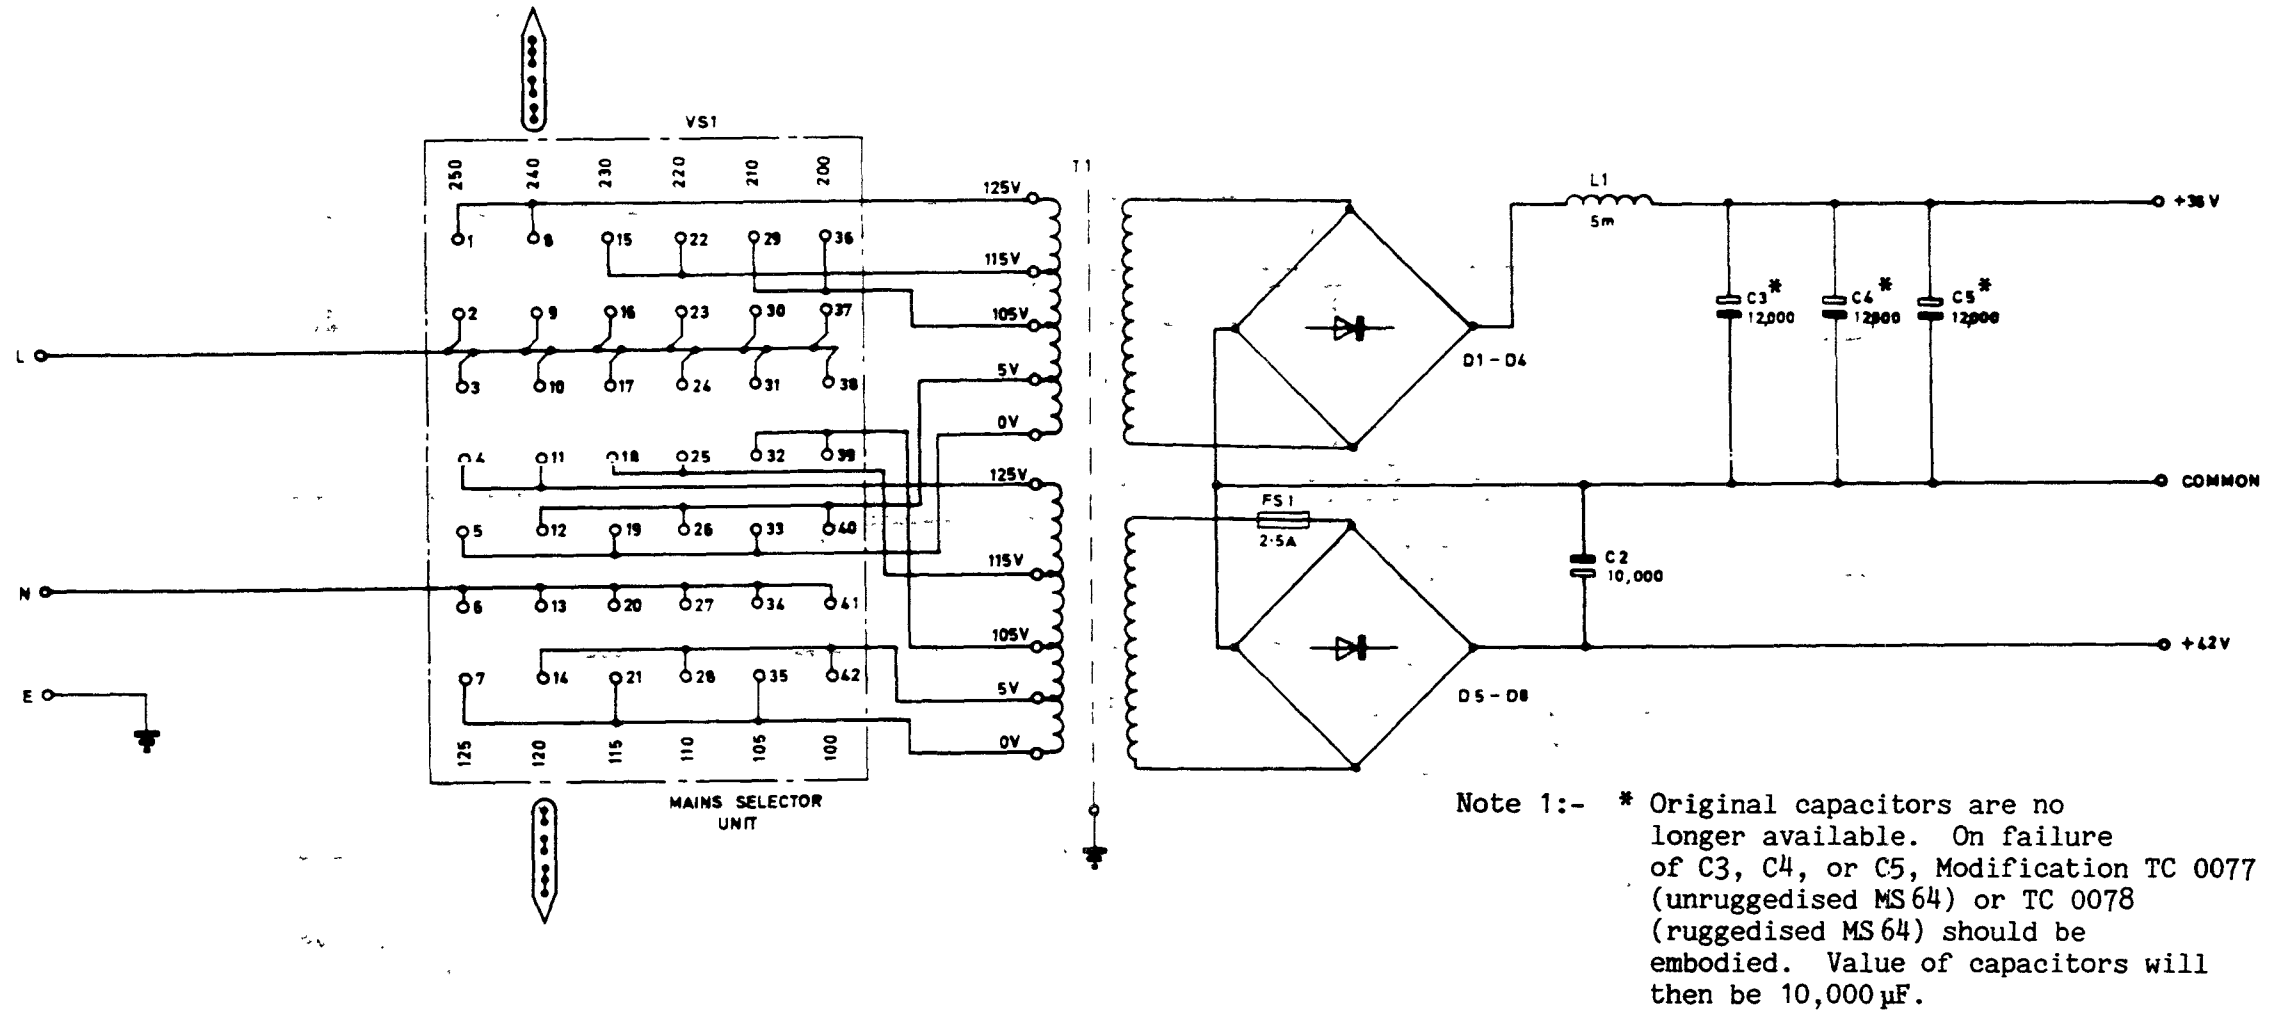 VS1
250 240 230 220 210 200
T1
125V
L1
5m
+36V
1 8 15 22 29 36
115V
C3* C4* C5*
12,000 12,000 12,000
105V
2 9 16 23 30 37
L
D1-D4
5V
3 10 17 24 31 38
0V
4 11 18 25 32 39
125V
COMMON
FS1
2·5A
5 12 19 26 33 40
115V
C2
10,000
N
6 13 20 27 34 41
105V
+42V
7 14 21 28 35 42
5V
E
D5-D8
0V
125 120 115 110 105 100
MAINS SELECTOR
UNIT
Note 1:- * Original capacitors are no
longer available. On failure
of C3, C4, or C5, Modification TC 0077
(unruggedised MS64) or TC 0078
(ruggedised MS64) should be
embodied. Value of capacitors will
then be 10,000µF.